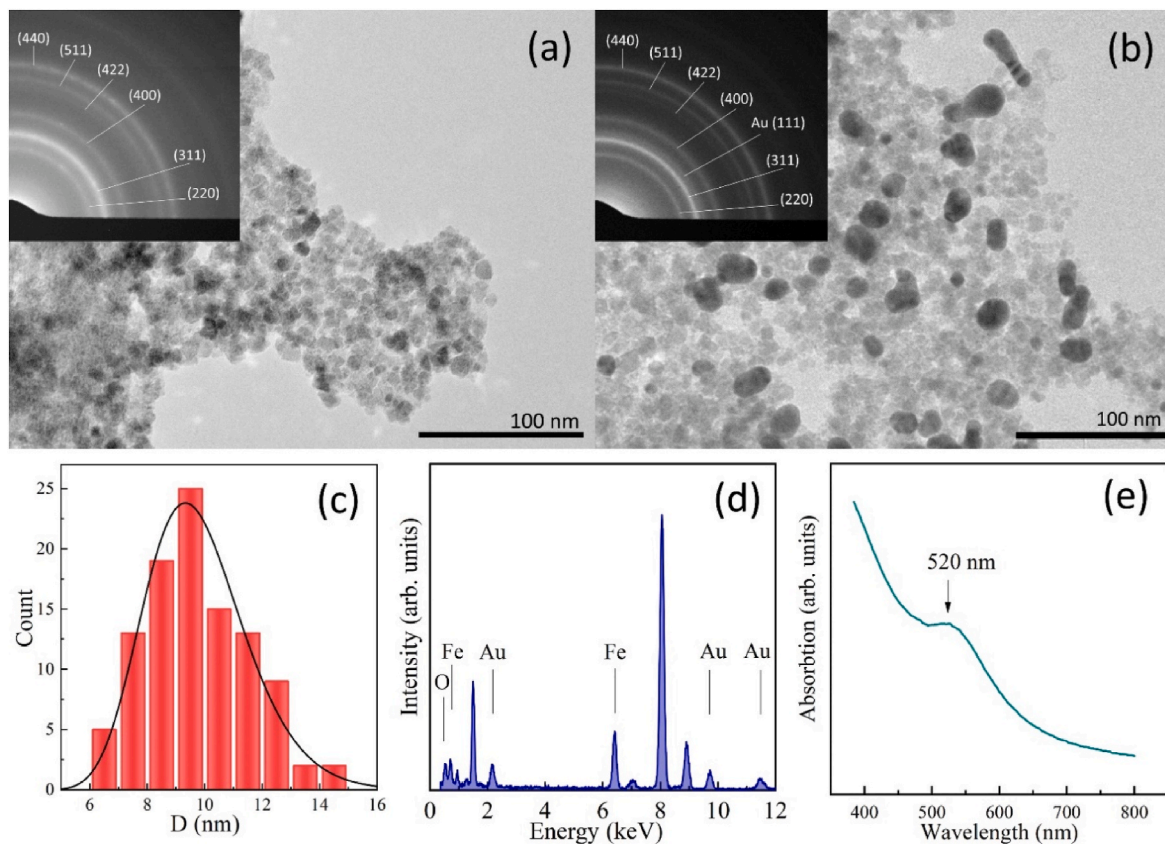 (440)
(511)
(422)
(400)
(311)
(220)
(a)
100 nm
(440)
(511)
(422)
(400)
Au (111)
(311)
(220)
(b)
100 nm
(c)
Count
25
20
15
10
5
0
6 8 10 12 14 16
D (nm)
(d)
Intensity (arb. units)
O
Fe
Au
Fe
Au
Au
0 2 4 6 8 10 12
Energy (keV)
(e)
Absorbtion (arb. units)
520 nm
400 500 600 700 800
Wavelength (nm)